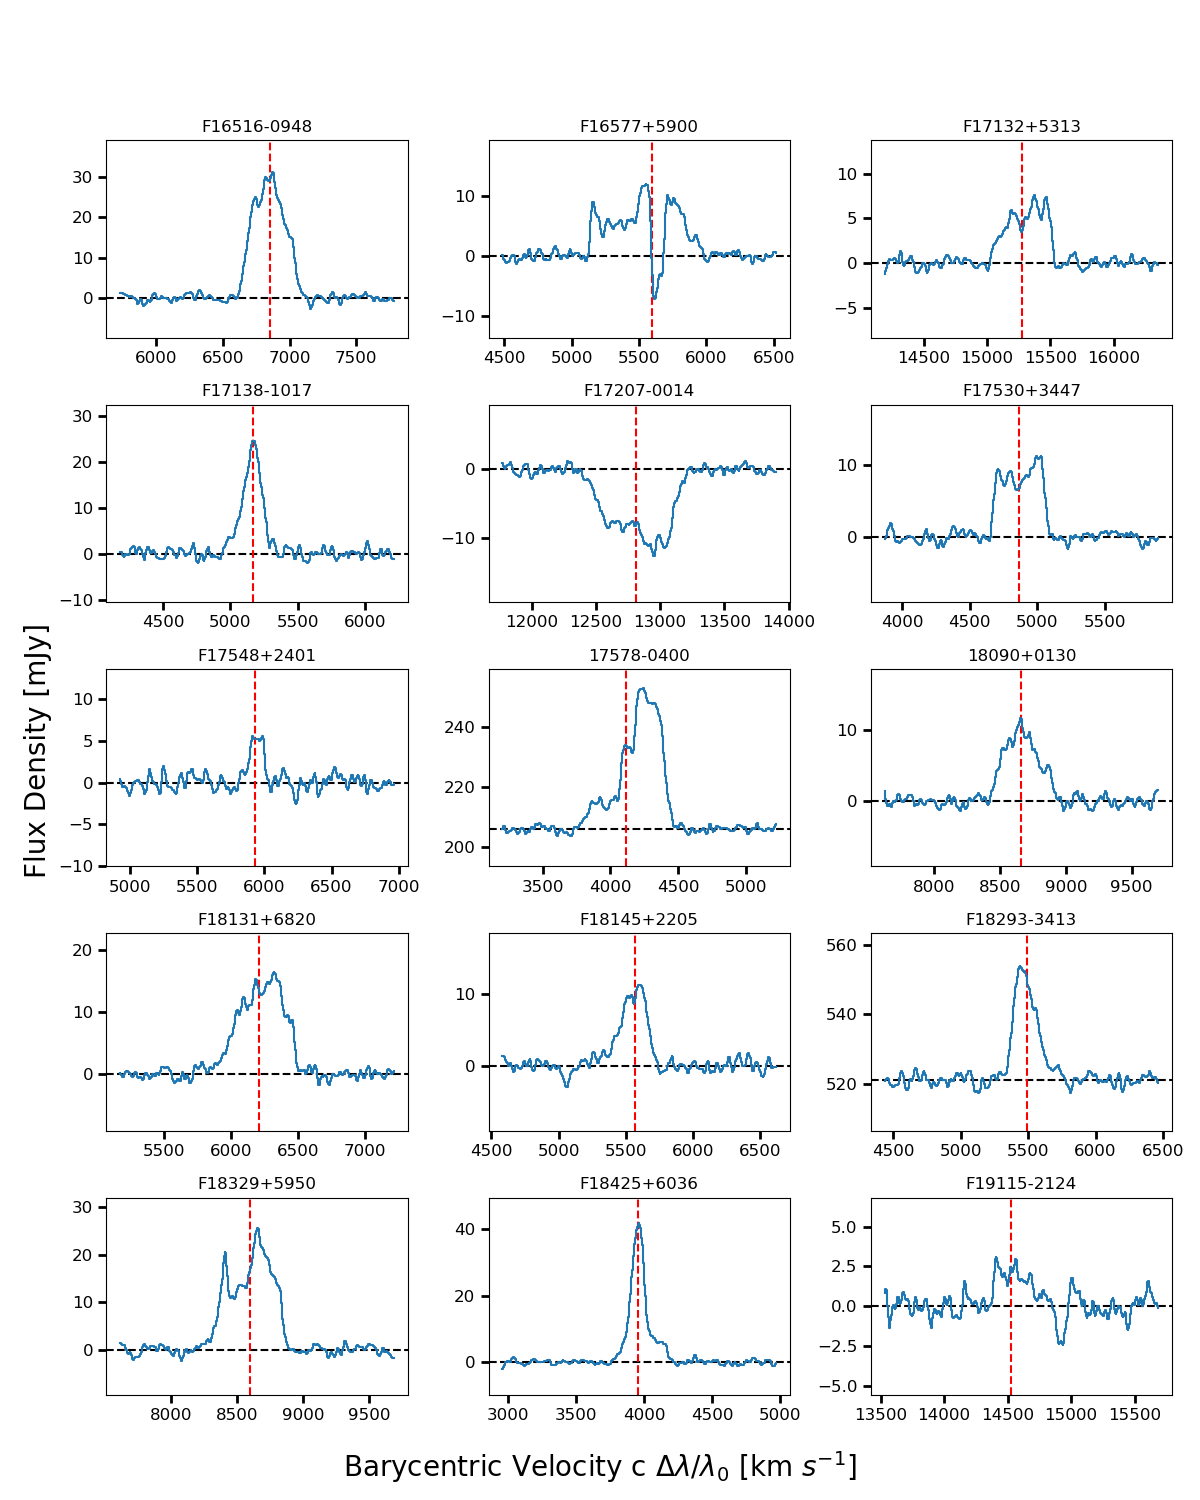 F16516-0948 F16577+5900 F17132+5313
30
20
10
0
6000 6500 7000 7500
10
0
−10
4500 5000 5500 6000 6500
10
5
0
−5
14500 15000 15500 16000
F17138-1017 F17207-0014 F17530+3447
30
20
10
0
−10
4500 5000 5500 6000
0
−10
12000 12500 13000 13500 14000
10
0
4000 4500 5000 5500
F17548+2401 17578-0400 18090+0130
10
5
0
−5
−10
5000 5500 6000 6500 7000
240
220
200
3500 4000 4500 5000
10
0
8000 8500 9000 9500
F18131+6820 F18145+2205 F18293-3413
20
10
0
5500 6000 6500 7000
10
0
4500 5000 5500 6000 6500
560
540
520
4500 5000 5500 6000 6500
F18329+5950 F18425+6036 F19115-2124
30
20
10
0
8000 8500 9000 9500
40
20
0
3000 3500 4000 4500 5000
5.0
2.5
0.0
−2.5
−5.0
13500 14000 14500 15000 15500
Flux Density [mJy]
Barycentric Velocity c Δλ/λ₀ [km s⁻¹]